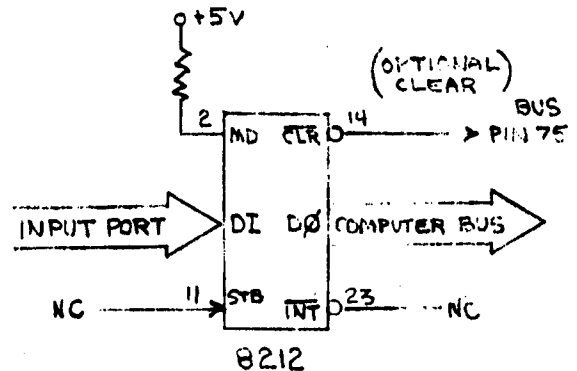 +5V
(OPTIONAL)
CLEAR
BUS
PIN 75
2
14
MD
CLR
INPUT PORT
DI
DØ
COMPUTER BUS
NC
11
STB
INT
23
NC
8212